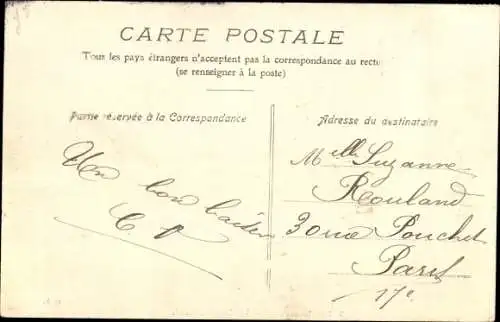 CARTE POSTALE
Tous les pays étrangers n'acceptent pas la correspondance au recto
(se renseigner à la poste)
Partie réservée à la Correspondance
Un bon baiser
C
Adresse du destinataire
Melle Suzanne
Rouland
30 rue Pouchet
Paris
17e